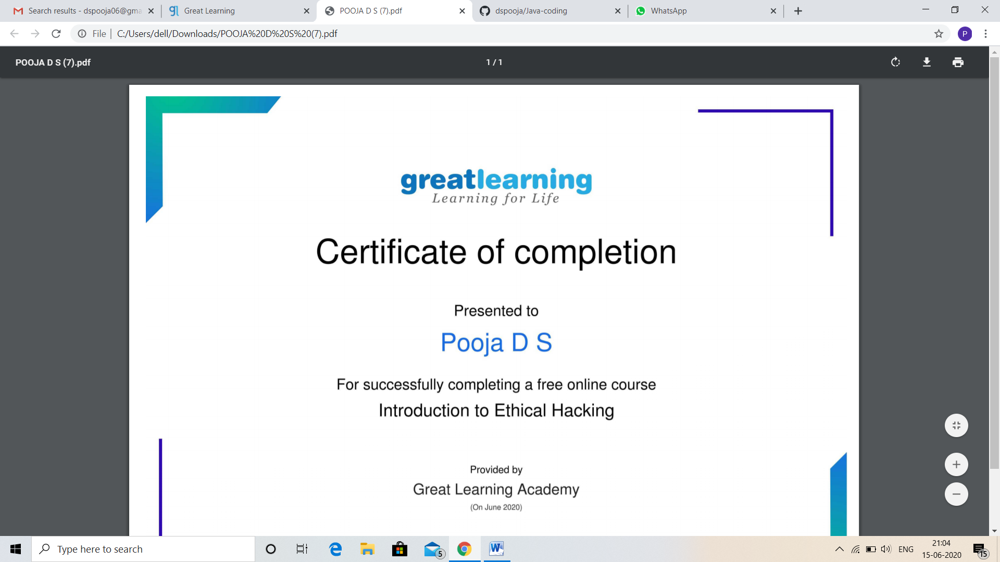 Search results - dspooja06@gma
Great Learning
POOJA D S (7).pdf
dspooja/Java-coding
WhatsApp
File
C:/Users/dell/Downloads/POOJA%20D%20S%20(7).pdf
P
POOJA D S (7).pdf
1 / 1
greatlearning
Learning for Life
Certificate of completion
Presented to
Pooja D S
For successfully completing a free online course
Introduction to Ethical Hacking
Provided by
Great Learning Academy
(On June 2020)
Type here to search
5
ENG
21:04
15-06-2020
15